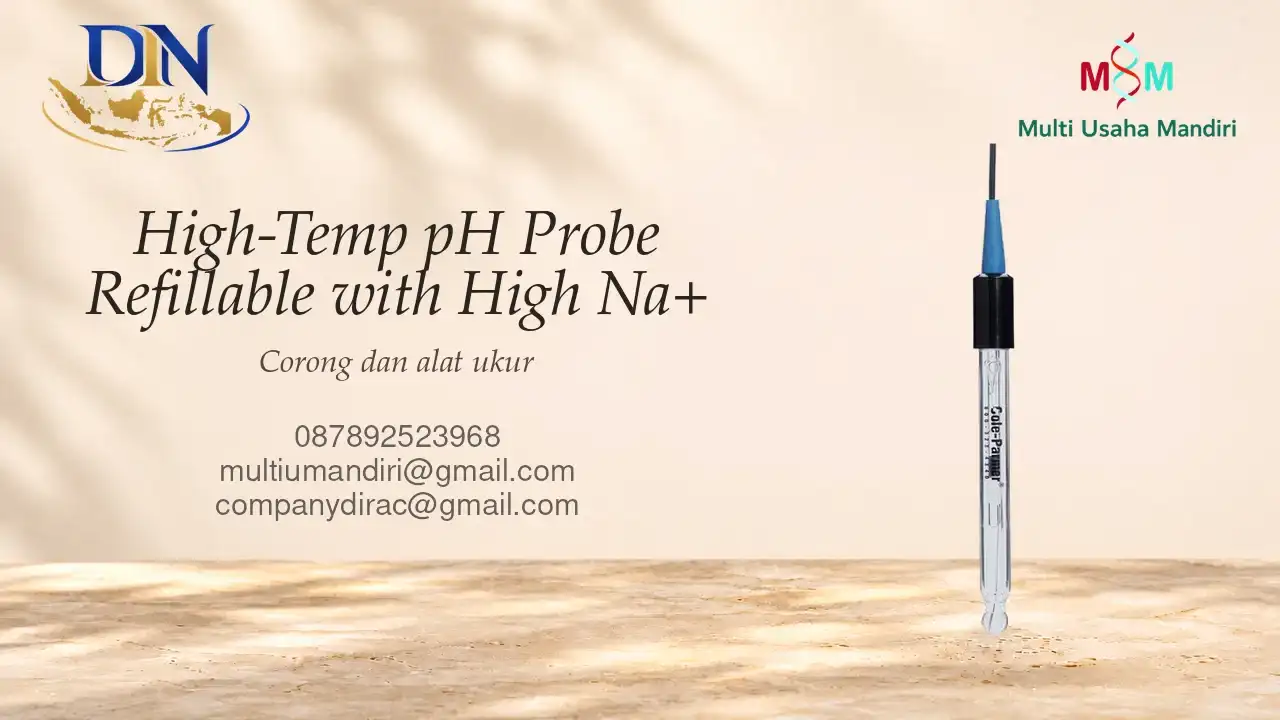 DN
M M
Multi Usaha Mandiri
High-Temp pH Probe
Refillable with High Na+
Corong dan alat ukur
087892523968
multiumandiri@gmail.com
companydirac@gmail.com
Cole-Parmer